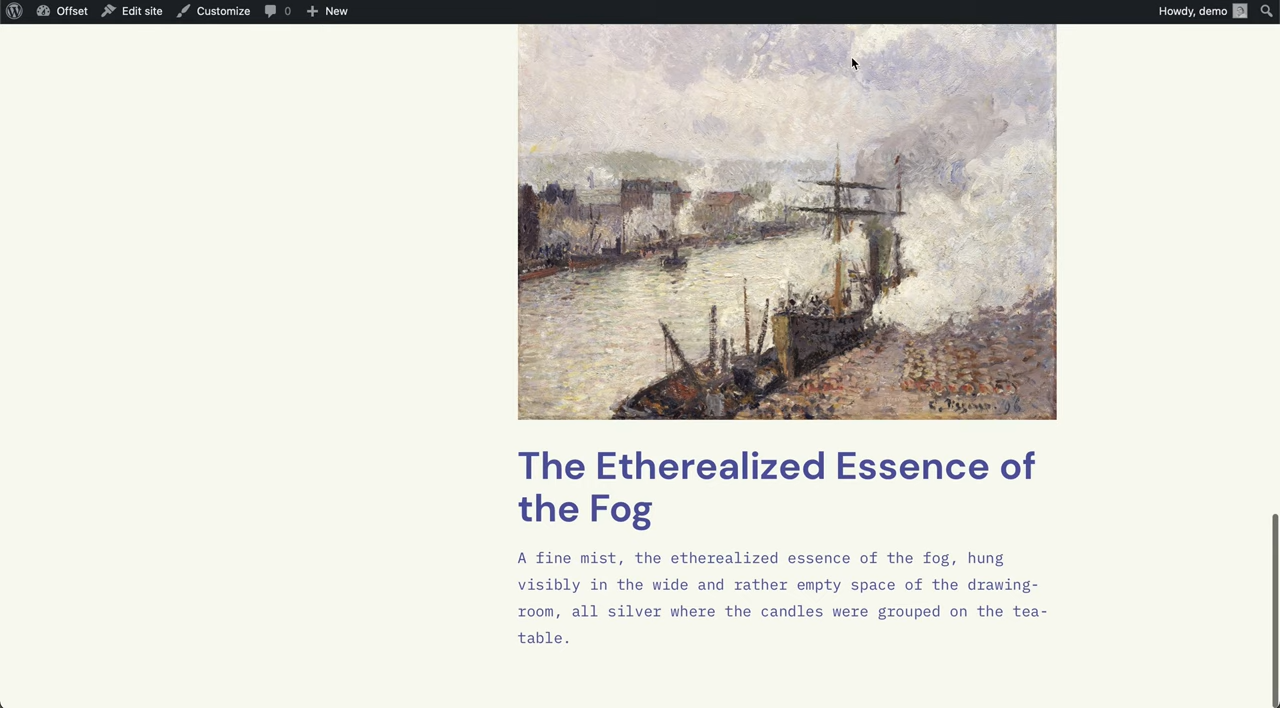 Offset Edit site Customize 0 New Howdy, demo
C. Pissarro. 96
The Etherealized Essence of
the Fog
A fine mist, the etherealized essence of the fog, hung
visibly in the wide and rather empty space of the drawing-
room, all silver where the candles were grouped on the tea-
table.